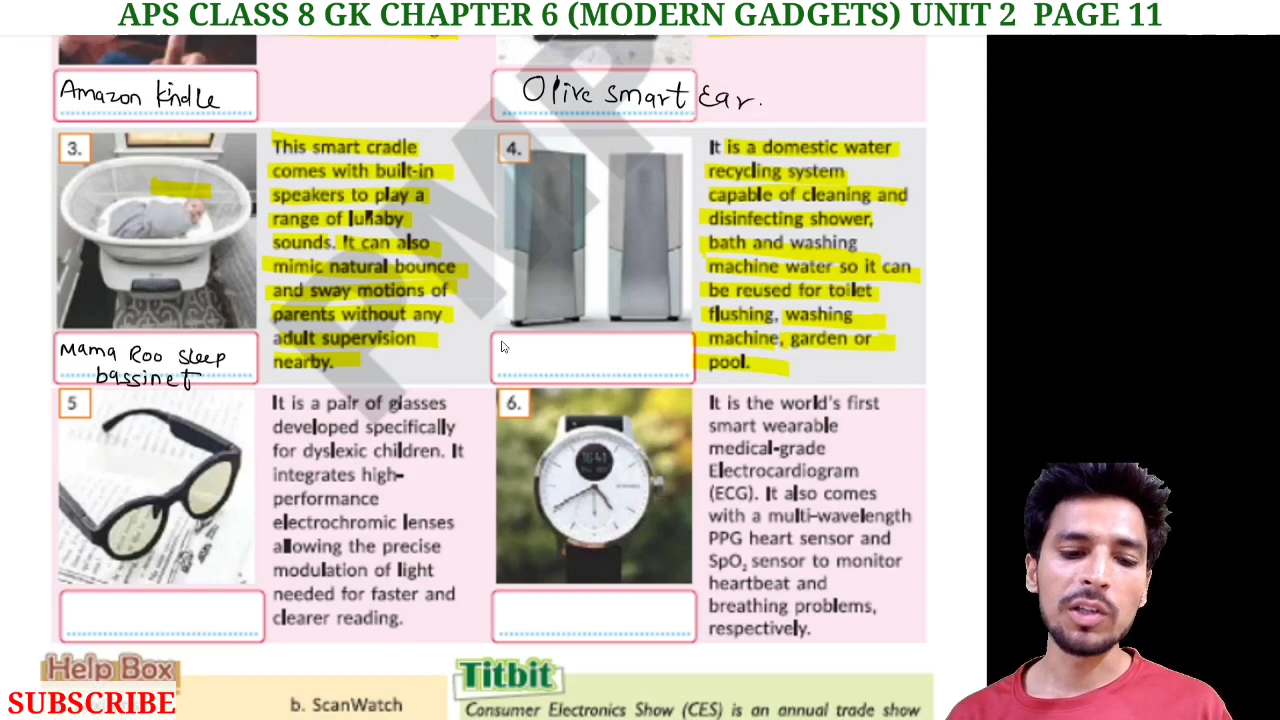 APS CLASS 8 GK CHAPTER 6 (MODERN GADGETS) UNIT 2 PAGE 11
Amazon kindle
Olive smart Ear.
3.
This smart cradle
comes with built-in
speakers to play a
range of lullaby
sounds. It can also
mimic natural bounce
and sway motions of
parents without any
adult supervision
nearby.
Mama Roo sleep
bassinet
4.
It is a domestic water
recycling system
capable of cleaning and
disinfecting shower,
bath and washing
machine water so it can
be reused for toilet
flushing, washing
machine, garden or
pool.
5
It is a pair of glasses
developed specifically
for dyslexic children. It
integrates high-
performance
electrochromic lenses
allowing the precise
modulation of light
needed for faster and
clearer reading.
6.
16:41
It is the world's first
smart wearable
medical-grade
Electrocardiogram
(ECG). It also comes
with a multi-wavelength
PPG heart sensor and
SpO₂ sensor to monitor
heartbeat and
breathing problems,
respectively.
Help Box
SUBSCRIBE
b. ScanWatch
Titbit
Consumer Electronics Show (CES) is an annual trade show